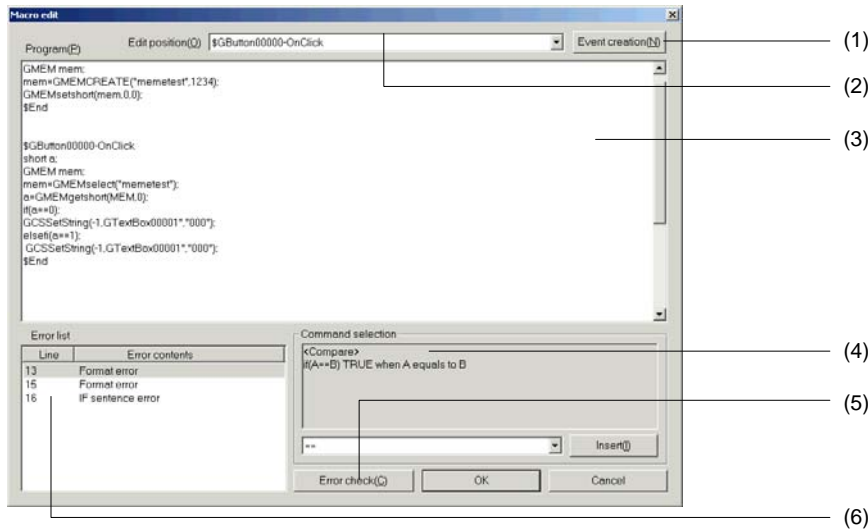 Macro edit
Program(P)
Edit position(O) $GButton00000-OnClick
Event creation(N)
(1)
GMEM mem;
mem=GMEMCREATE("memetest",1234);
GMEMsetshort(mem,0,0);
$End
(2)
$GButton00000-OnClick
short a;
GMEM mem;
mem=GMEMselect("memetest");
a=GMEMgetshort(MEM,0);
if(a==0);
GCSSetString(-1,GTextBox00001","000");
elseti(a==1);
GCSSetString(-1,GTextBox00001","000");
$End
(3)
Error list
Line Error contents
13 Format error
15 Format error
16 IF sentence error
Command selection
<Compare>
if(A==B) TRUE when A equals to B
(4)
== Insert(I)
(5)
Error check(C) OK Cancel
(6)